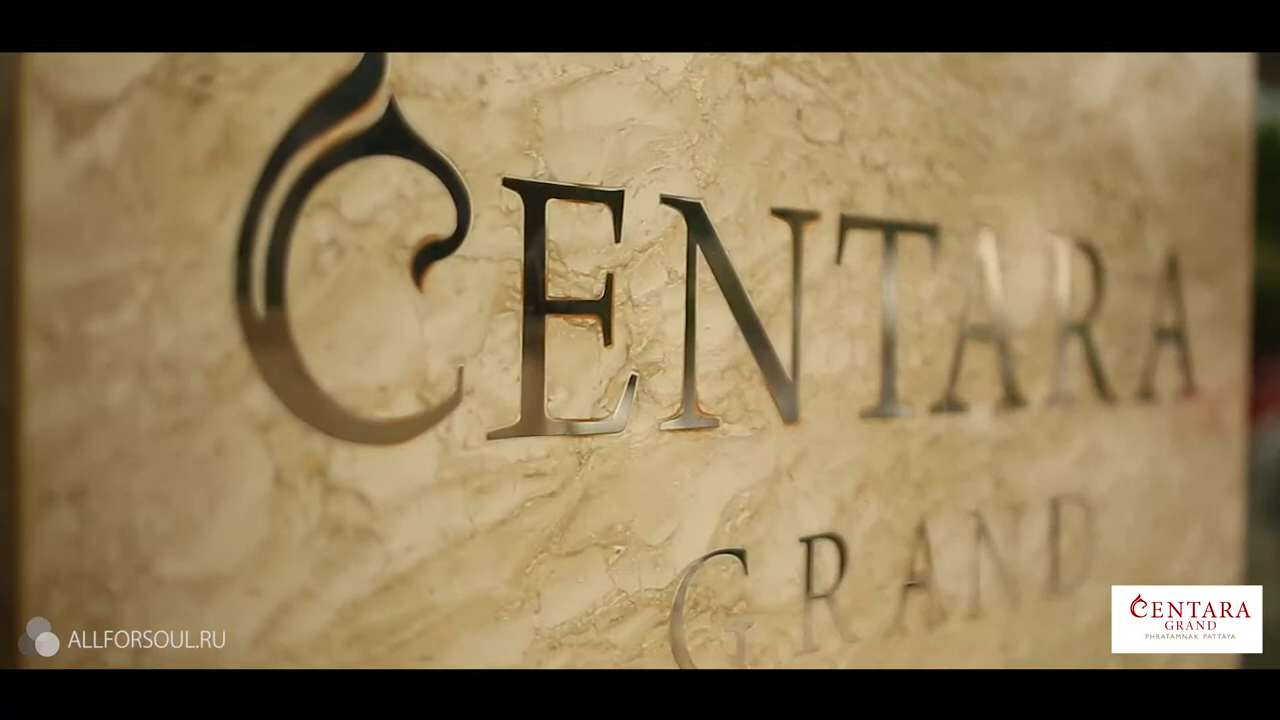 CENTARA
GRAND
ALLFORSOUL.RU
CENTARA
GRAND
PHRATAMNAK PATTAYA